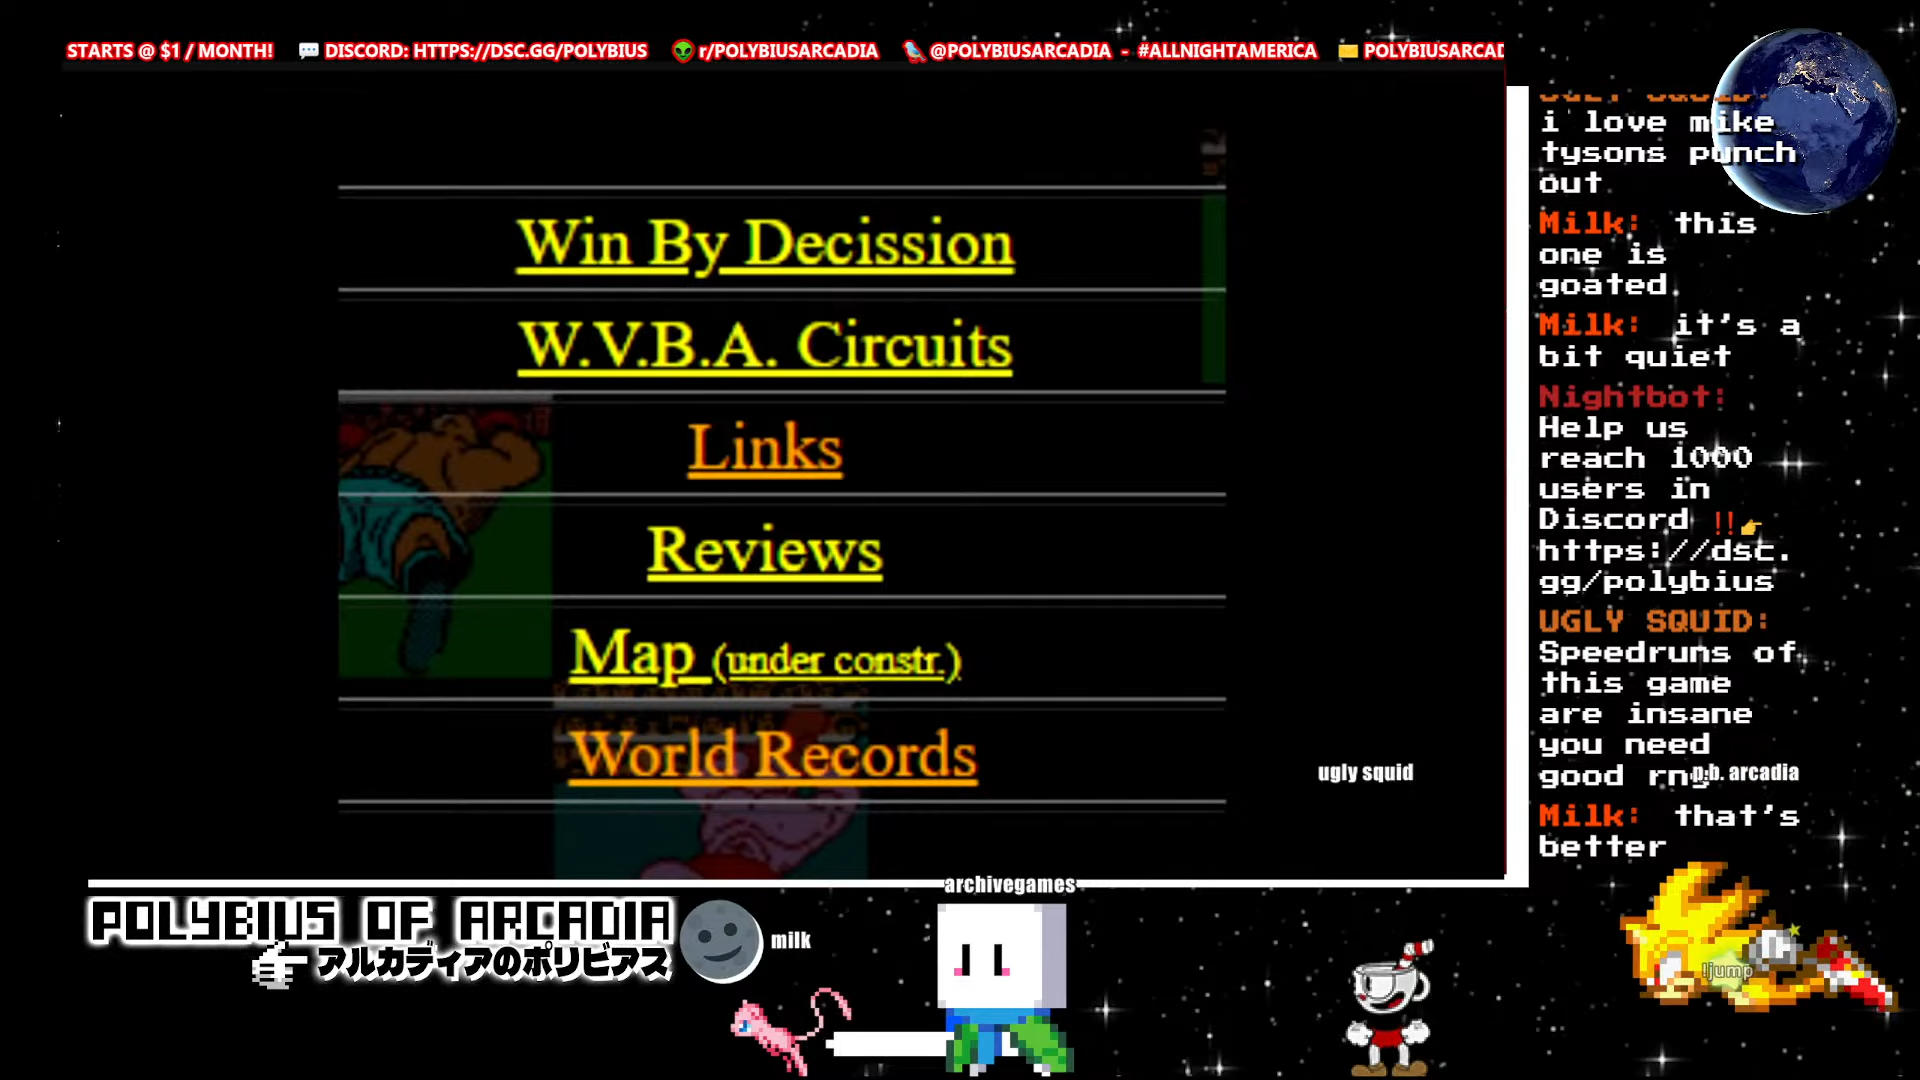 STARTS @ $1 / MONTH! 💬 DISCORD: HTTPS://DSC.GG/POLYBIUS 👽 r/POLYBIUSARCADIA 🐦 @POLYBIUSARCADIA - #ALLNIGHTAMERICA ✉️ POLYBIUSARCAD
Win By Decission
W.V.B.A. Circuits
Links
Reviews
Map (under constr.)
World Records
UGLY SQUID:
i love mike
tysons punch
out
Milk: this
one is
goated
Milk: it's a
bit quiet
Nightbot:
Help us
reach 1000
users in
Discord ‼👉
https://dsc.
gg/polybius
UGLY SQUID:
Speedruns of
this game
are insane
you need
good rng
Milk: that's
better
ugly squid
p.b. arcadia
archivegames
POLYBIUS OF ARCADIA
アルカディアのポリビアス
milk
!jump